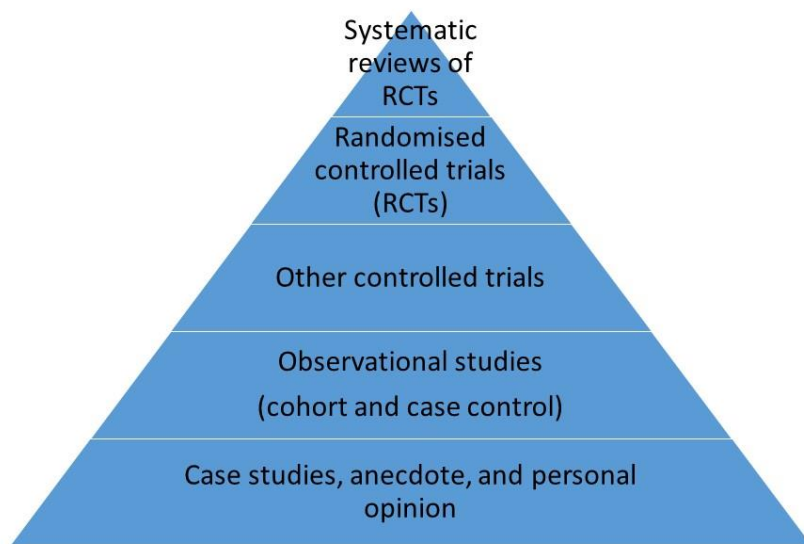 Systematic
reviews of
RCTs
Randomised
controlled trials
(RCTs)
Other controlled trials
Observational studies
(cohort and case control)
Case studies, anecdote, and personal
opinion